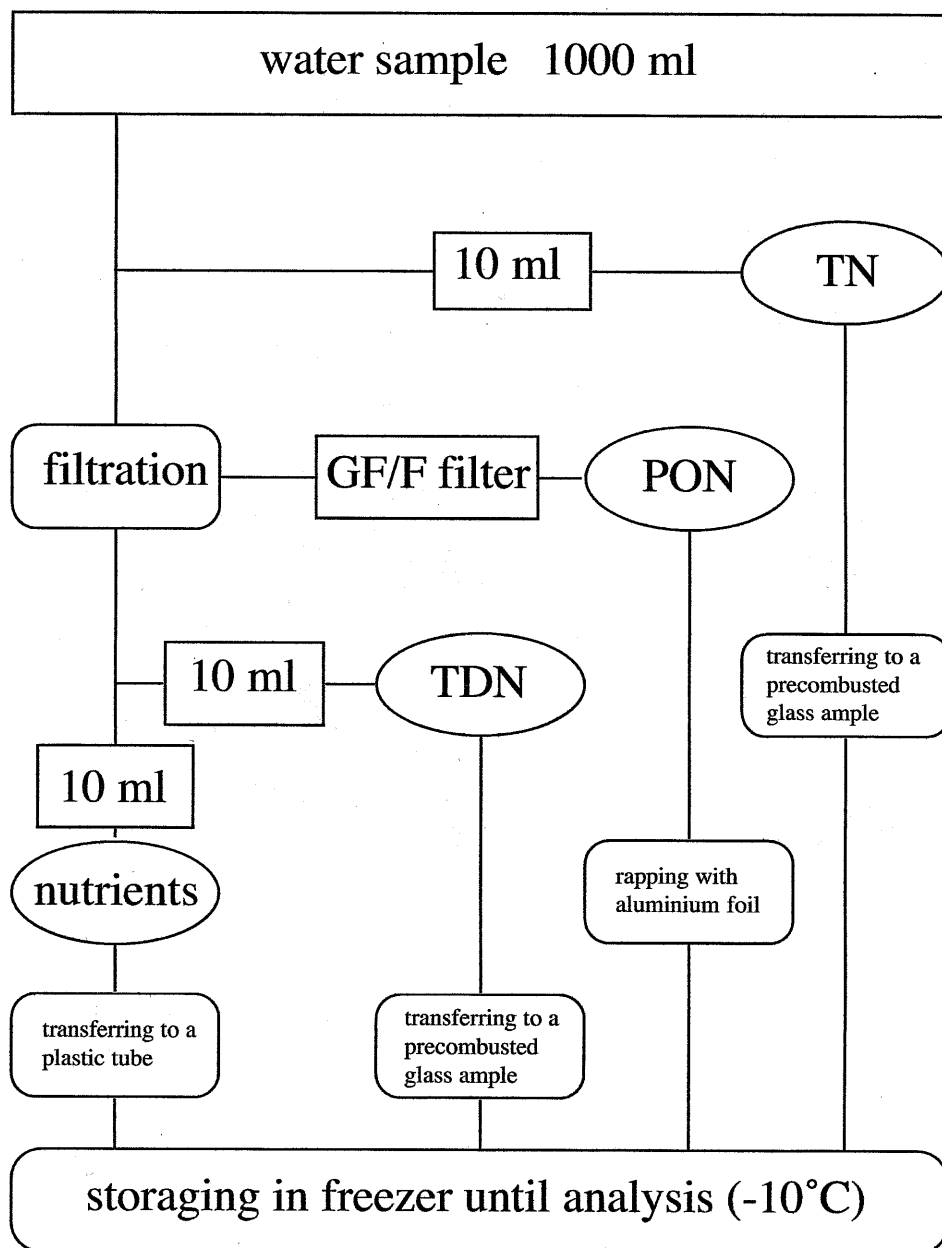 water sample 1000 ml
10 ml
TN
filtration
GF/F filter
PON
10 ml
TDN
transferring to a
precombusted
glass ample
10 ml
nutrients
rapping with
aluminium foil
transferring to a
plastic tube
transferring to a
precombusted
glass ample
storaging in freezer until analysis (-10°C)